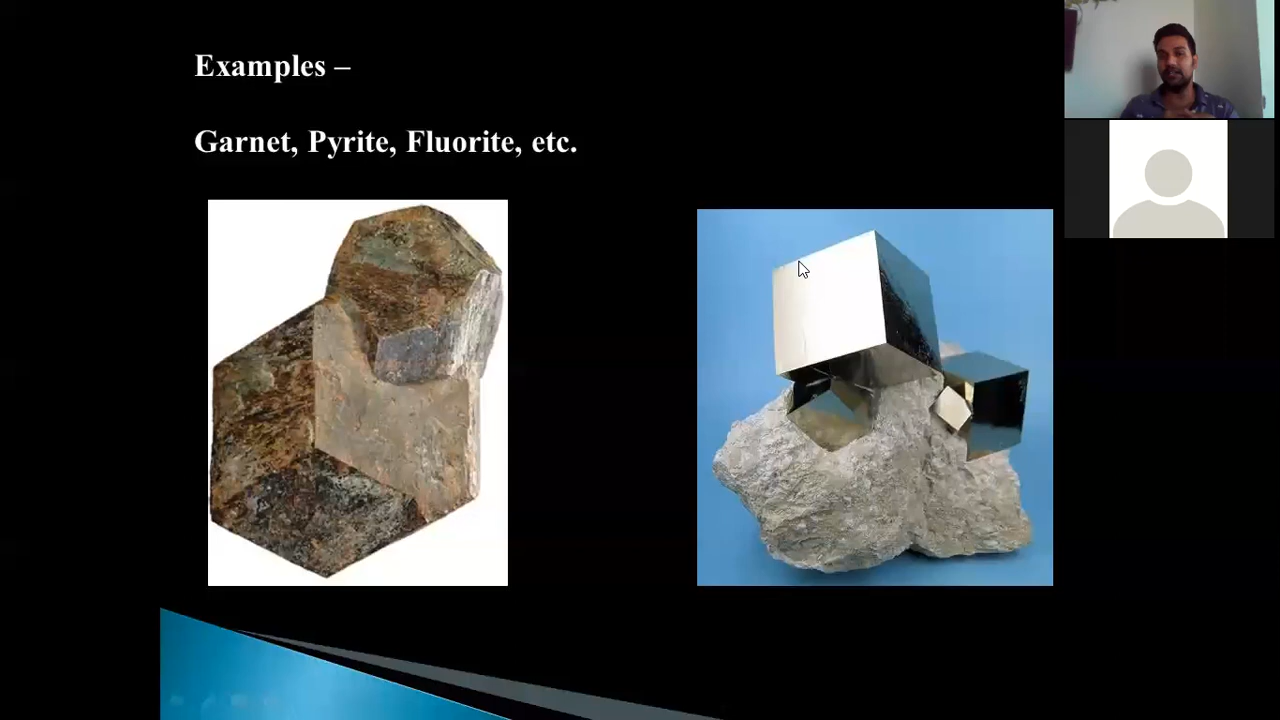 Examples –
Garnet, Pyrite, Fluorite, etc.